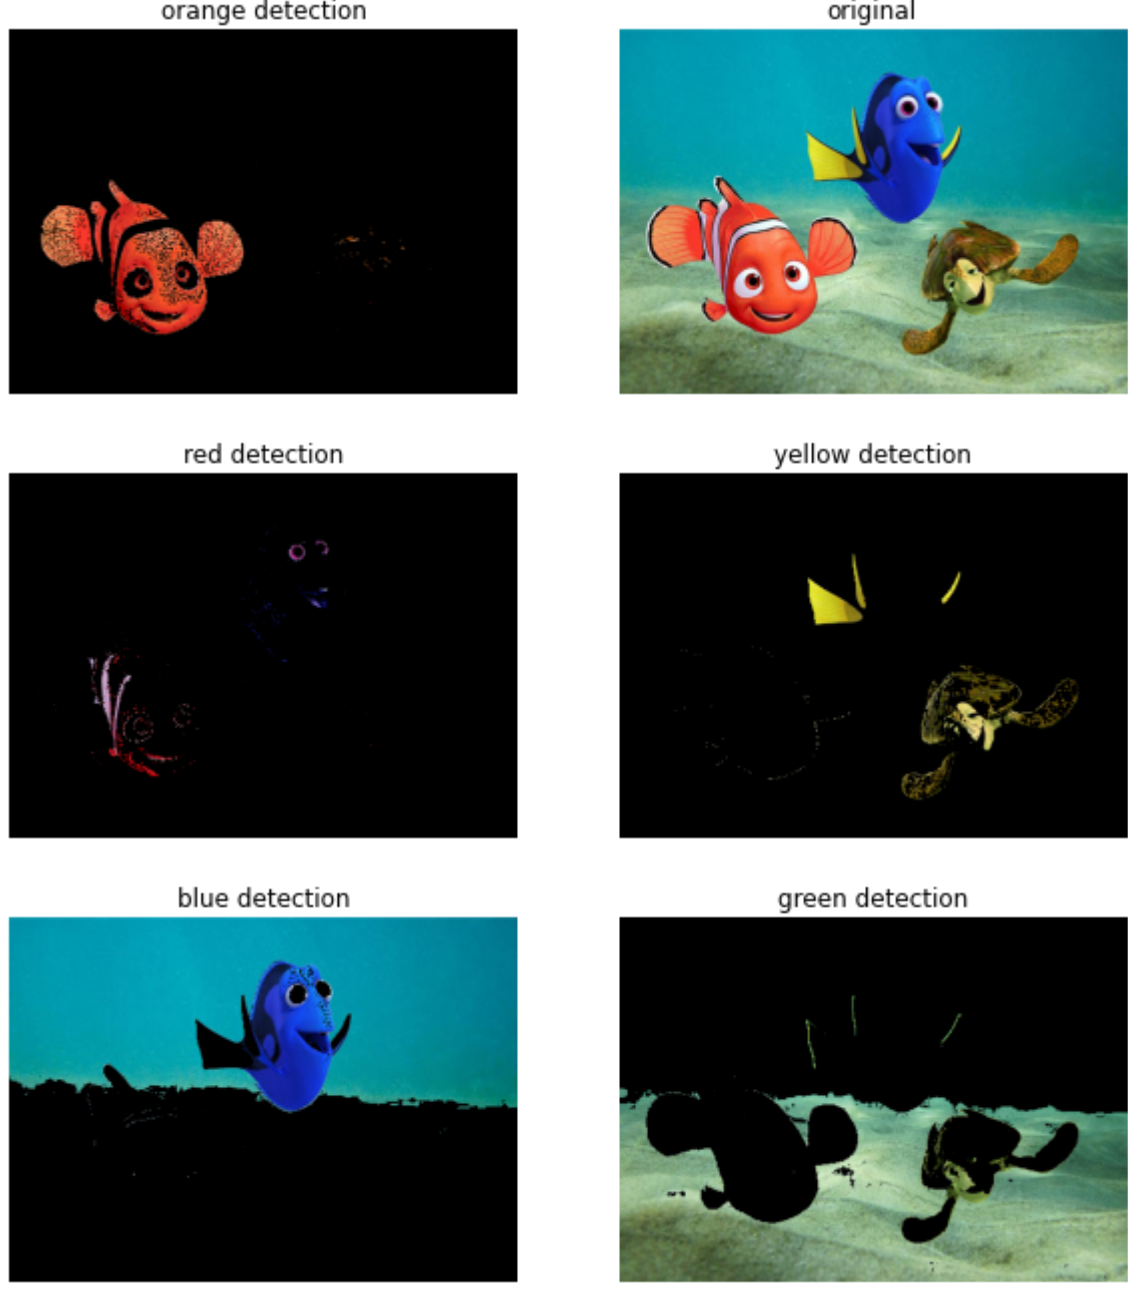 orange detection
original
red detection
yellow detection
blue detection
green detection